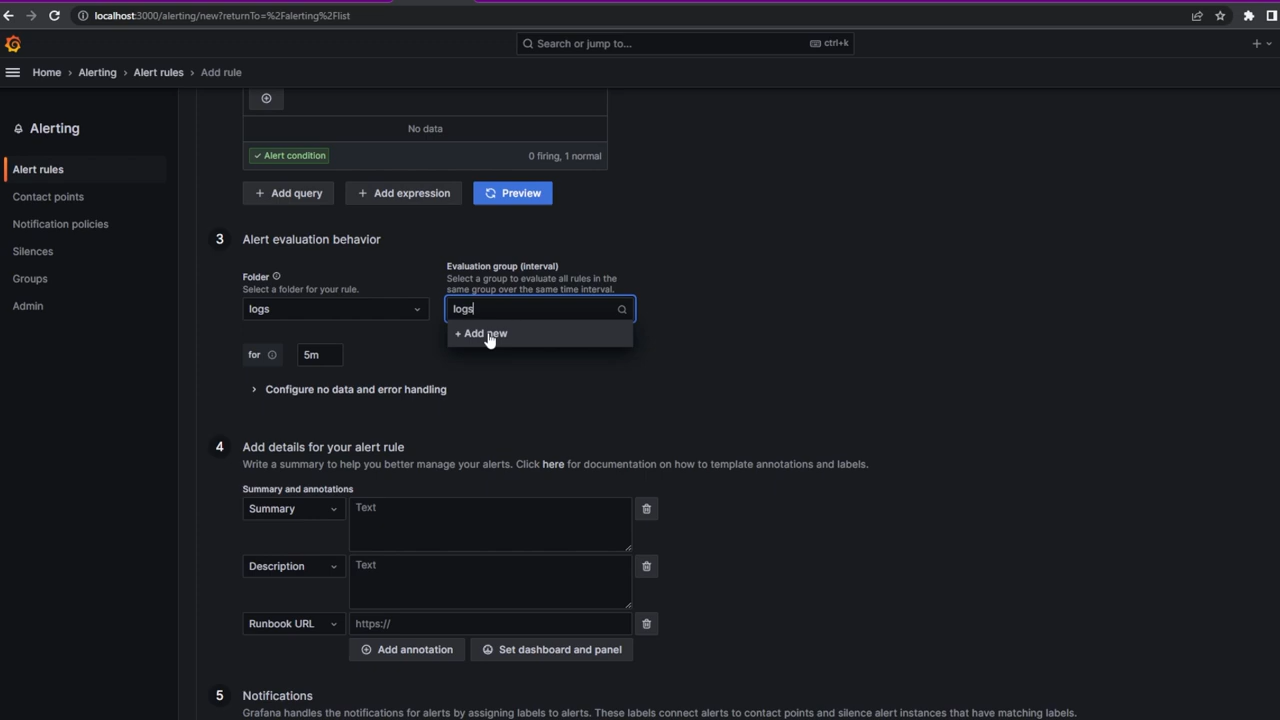 localhost:3000/alerting/new?returnTo=%2Falerting%2Flist
Search or jump to...
ctrl+k
Home › Alerting › Alert rules › Add rule
Alerting
Alert rules
Contact points
Notification policies
Silences
Groups
Admin
No data
Alert condition
0 firing, 1 normal
+ Add query
+ Add expression
Preview
3 Alert evaluation behavior
Folder
Select a folder for your rule.
logs
Evaluation group (interval)
Select a group to evaluate all rules in the
same group over the same time interval.
logs
+ Add new
for
5m
Configure no data and error handling
4 Add details for your alert rule
Write a summary to help you better manage your alerts. Click here for documentation on how to template annotations and labels.
Summary and annotations
Summary
Text
Description
Text
Runbook URL
https://
Add annotation
Set dashboard and panel
5 Notifications
Grafana handles the notifications for alerts by assigning labels to alerts. These labels connect alerts to contact points and silence alert instances that have matching labels.